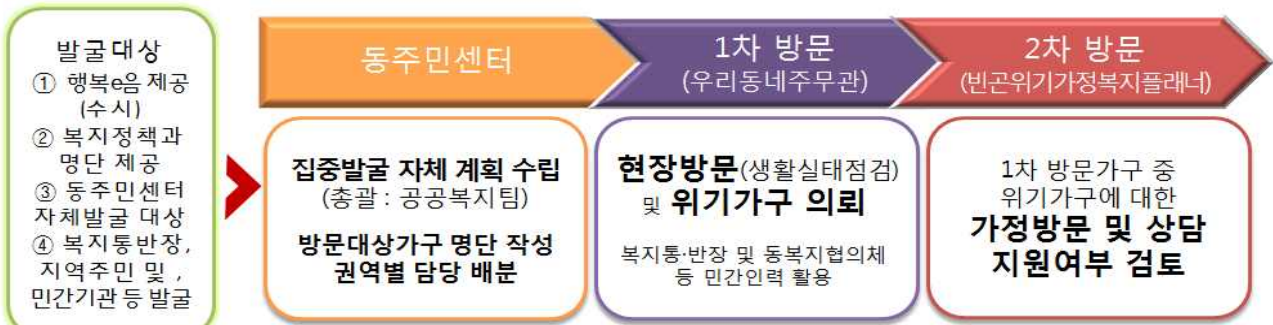 발굴대상
① 행복e음 제공
(수시)
② 복지정책과
명단 제공
③ 동주민센터
자체발굴 대상
④ 복지통반장,
지역주민 및 ,
민간기관 등 발굴
동주민센터
집중발굴 자체 계획 수립
(총괄 : 공공복지팀)
방문대상가구 명단 작성
권역별 담당 배분
1차 방문
(우리동네주무관)
현장방문(생활실태점검)
및 위기가구 의뢰
복지통·반장 및 동복지협의체
등 민간인력 활용
2차 방문
(빈곤위기가정복지플래너)
1차 방문가구 중
위기가구에 대한
가정방문 및 상담
지원여부 검토